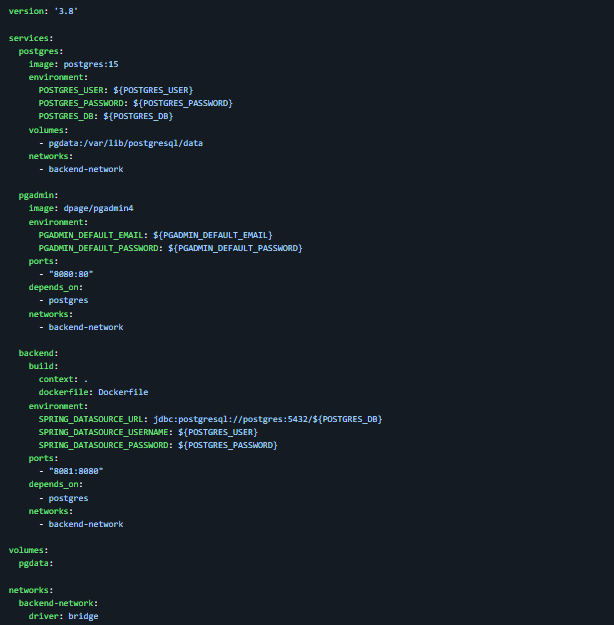 version: '3.8'

services:
  postgres:
    image: postgres:15
    environment:
      POSTGRES_USER: ${POSTGRES_USER}
      POSTGRES_PASSWORD: ${POSTGRES_PASSWORD}
      POSTGRES_DB: ${POSTGRES_DB}
    volumes:
      - pgdata:/var/lib/postgresql/data
    networks:
      - backend-network

  pgadmin:
    image: dpage/pgadmin4
    environment:
      PGADMIN_DEFAULT_EMAIL: ${PGADMIN_DEFAULT_EMAIL}
      PGADMIN_DEFAULT_PASSWORD: ${PGADMIN_DEFAULT_PASSWORD}
    ports:
      - "8080:80"
    depends_on:
      - postgres
    networks:
      - backend-network

  backend:
    build:
      context: .
      dockerfile: Dockerfile
    environment:
      SPRING_DATASOURCE_URL: jdbc:postgresql://postgres:5432/${POSTGRES_DB}
      SPRING_DATASOURCE_USERNAME: ${POSTGRES_USER}
      SPRING_DATASOURCE_PASSWORD: ${POSTGRES_PASSWORD}
    ports:
      - "8081:8080"
    depends_on:
      - postgres
    networks:
      - backend-network

volumes:
  pgdata:

networks:
  backend-network:
    driver: bridge